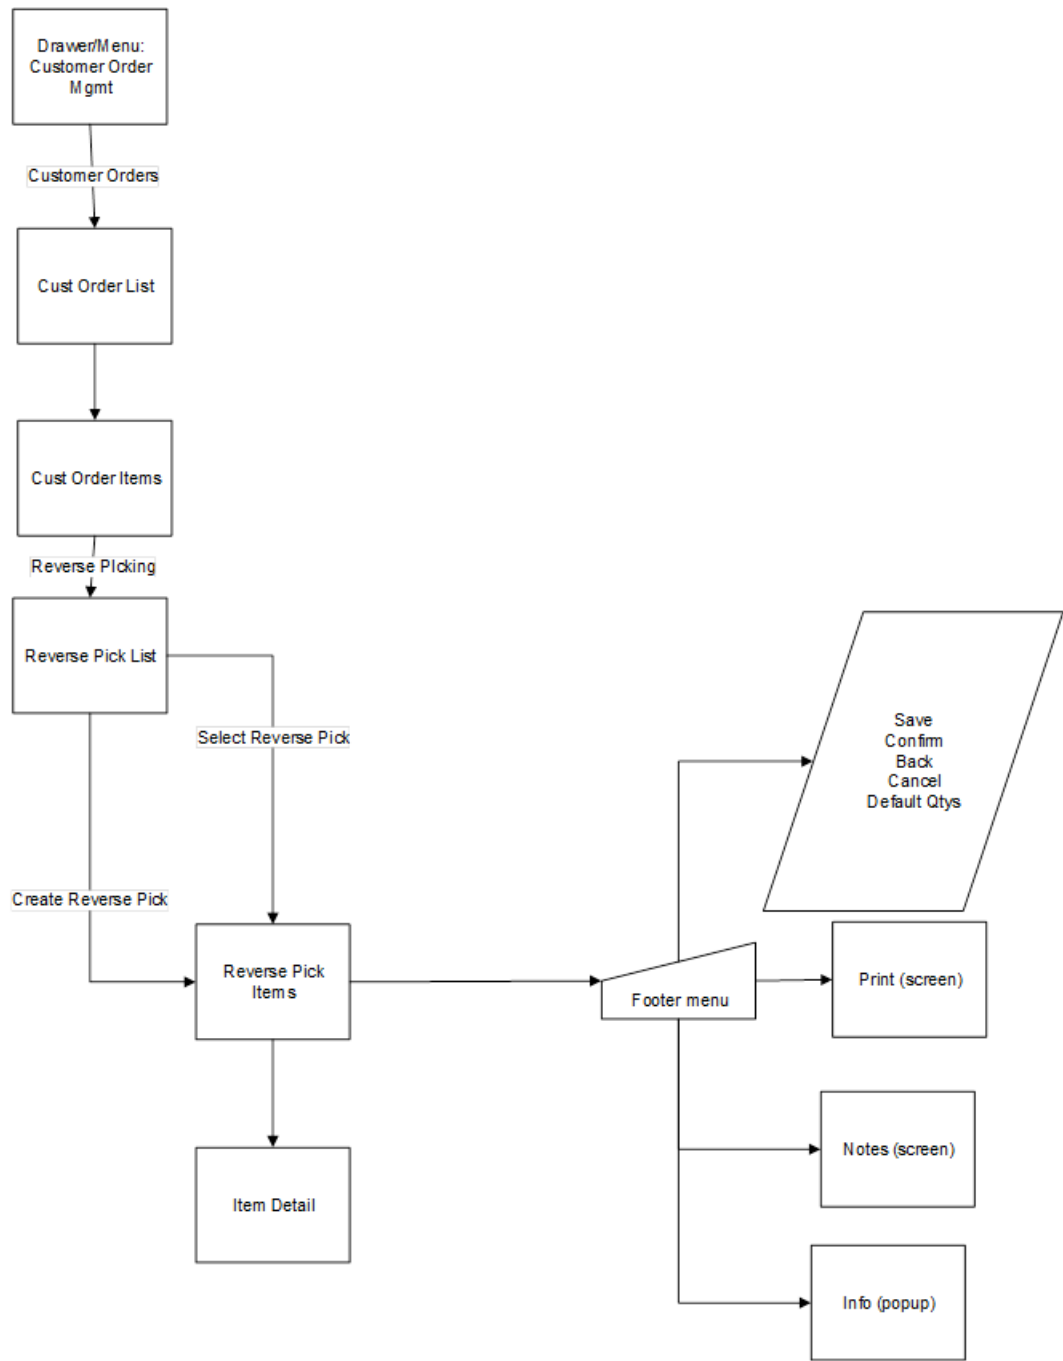 Drawer/Menu:
Customer Order
Mgmt
Customer Orders
Cust Order List
Cust Order Items
Reverse PIcking
Reverse Pick List
Select Reverse Pick
Save
Confirm
Back
Cancel
Default Qtys
Create Reverse Pick
Reverse Pick
Items
Footer menu
Print (screen)
Notes (screen)
Item Detail
Info (popup)